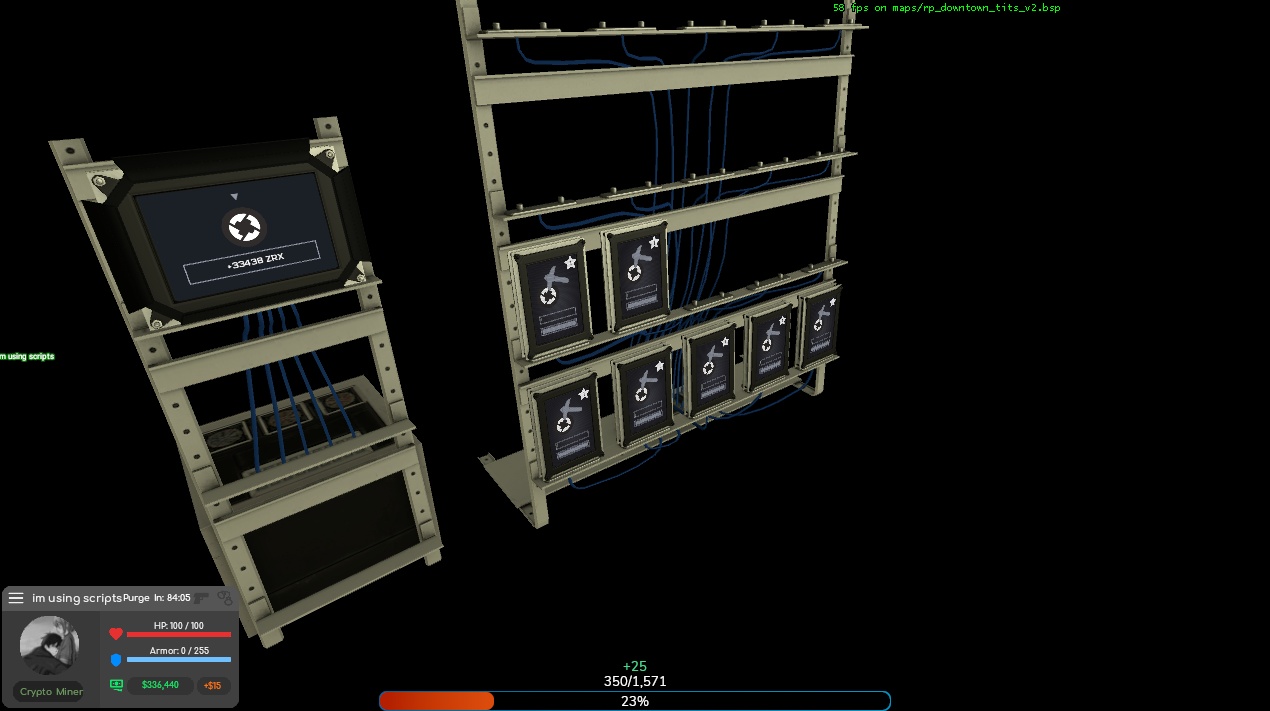 58 fps on maps/rp_downtown_tits_v2.bsp
+33438 ZRX
m using scripts
im using scripts Purge In: 84:05
HP: 100 / 100
Armor: 0 / 255
Crypto Miner
$336,440
+$15
+25
350/1,571
23%